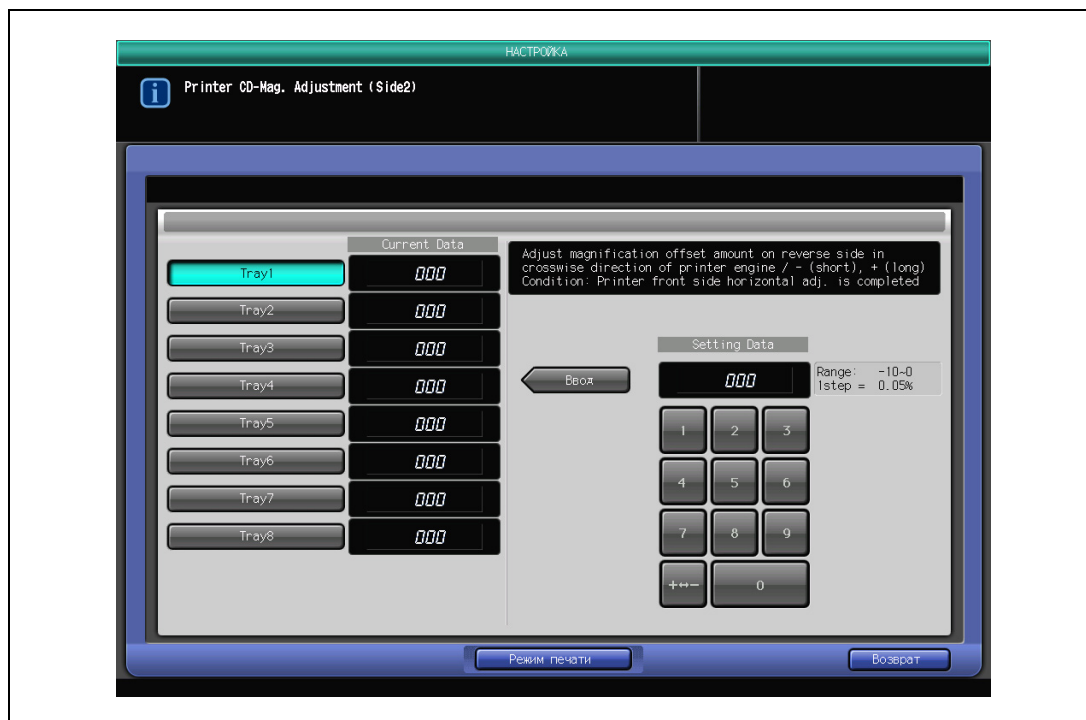 НАСТРОЙКА
Printer CD-Mag. Adjustment (Side2)
Current Data
Tray1 000
Tray2 000
Tray3 000
Tray4 000
Tray5 000
Tray6 000
Tray7 000
Tray8 000
Adjust magnification offset amount on reverse side in
crosswise direction of printer engine / - (short), + (long)
Condition: Printer front side horizontal adj. is completed
Setting Data
Ввод
000
Range: -10~0
1step = 0.05%
1 2 3
4 5 6
7 8 9
+↔− 0
Режим печати
Возврат